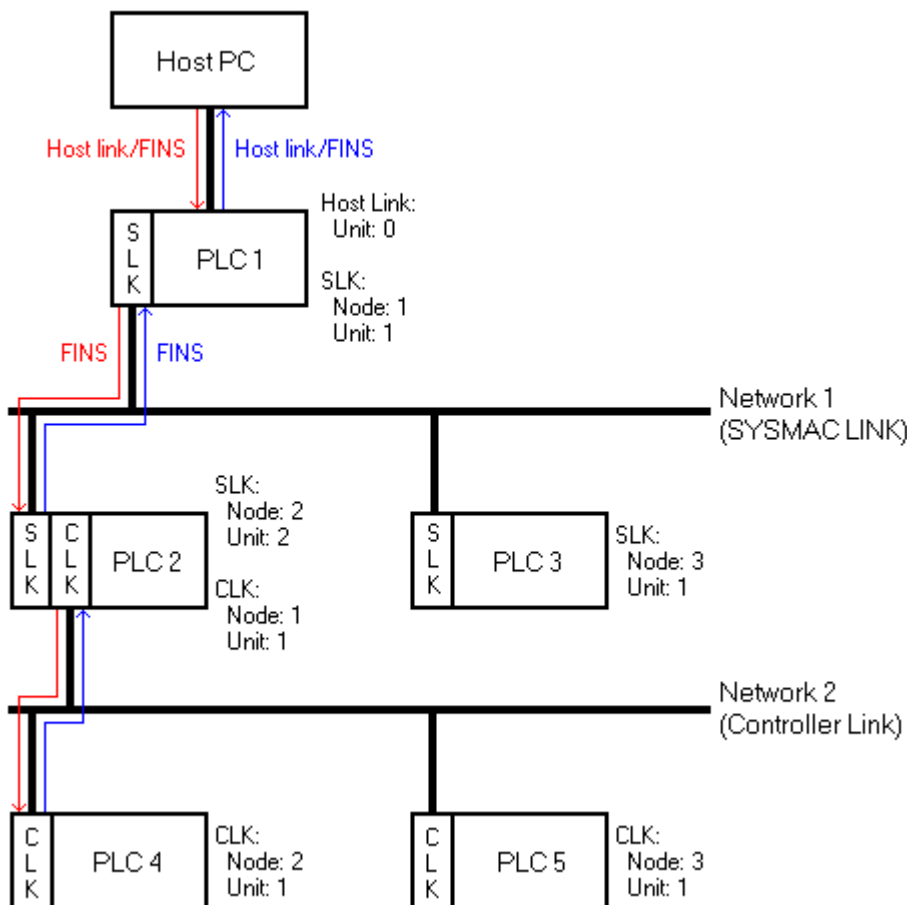 Host PC
Host link/FINS
Host link/FINS
Host Link:
Unit: 0
S
L
K
PLC 1
SLK:
Node: 1
Unit: 1
FINS
FINS
Network 1
(SYSMAC LINK)
SLK:
Node: 2
Unit: 2
S
L
K
C
L
K
PLC 2
CLK:
Node: 1
Unit: 1
S
L
K
PLC 3
SLK:
Node: 3
Unit: 1
Network 2
(Controller Link)
C
L
K
PLC 4
CLK:
Node: 2
Unit: 1
C
L
K
PLC 5
CLK:
Node: 3
Unit: 1